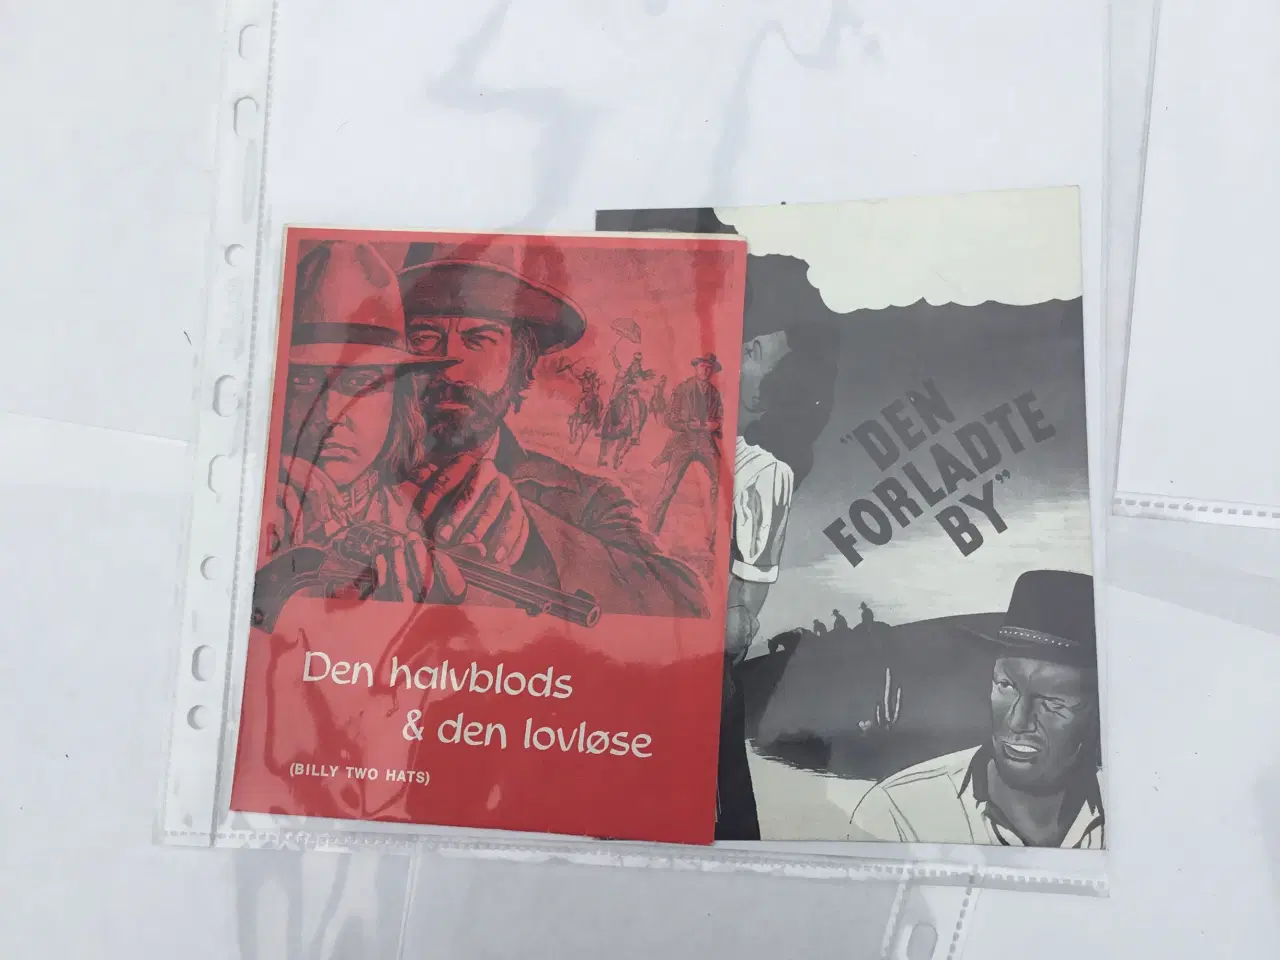 Den halvblods
& den lovløse
(BILLY TWO HATS)
"DEN
FORLADTE
BY"